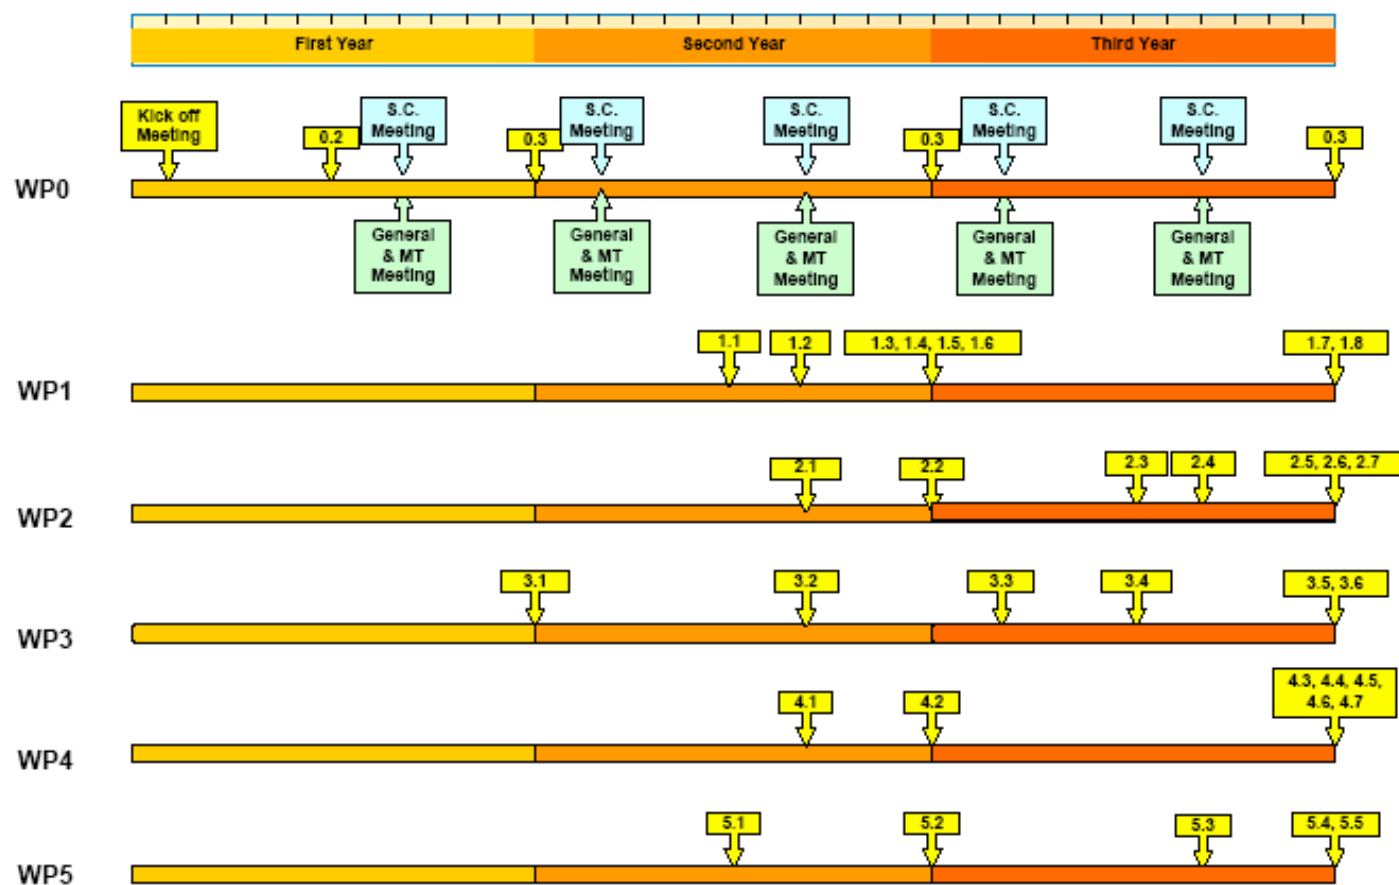 First Year
Second Year
Third Year
Kick off
Meeting
0.2
S.C.
Meeting
0.3
S.C.
Meeting
S.C.
Meeting
0.3
S.C.
Meeting
S.C.
Meeting
0.3
WP0
General
& MT
Meeting
General
& MT
Meeting
General
& MT
Meeting
General
& MT
Meeting
General
& MT
Meeting
1.1
1.2
1.3, 1.4, 1.5, 1.6
1.7, 1.8
WP1
2.1
2.2
2.3
2.4
2.5, 2.6, 2.7
WP2
3.1
3.2
3.3
3.4
3.5, 3.6
WP3
4.1
4.2
4.3, 4.4, 4.5,
4.6, 4.7
WP4
5.1
5.2
5.3
5.4, 5.5
WP5